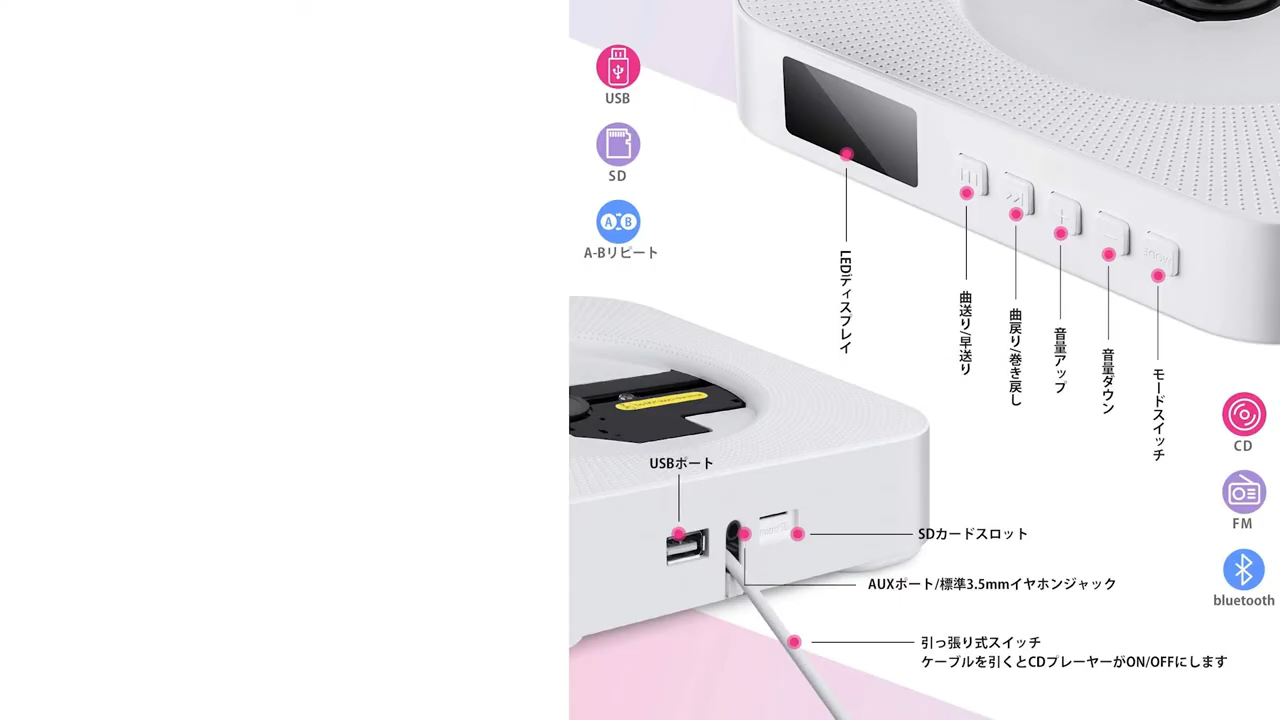 USB
SD
A-Bリピート
LEDディスプレイ
曲送り/早送り
曲戻り/巻き戻し
音量アップ
音量ダウン
モードスイッチ
MODE
CD
FM
bluetooth
USBポート
SDカードスロット
AUXポート/標準3.5mmイヤホンジャック
引っ張り式スイッチ
ケーブルを引くとCDプレーヤーがON/OFFにします